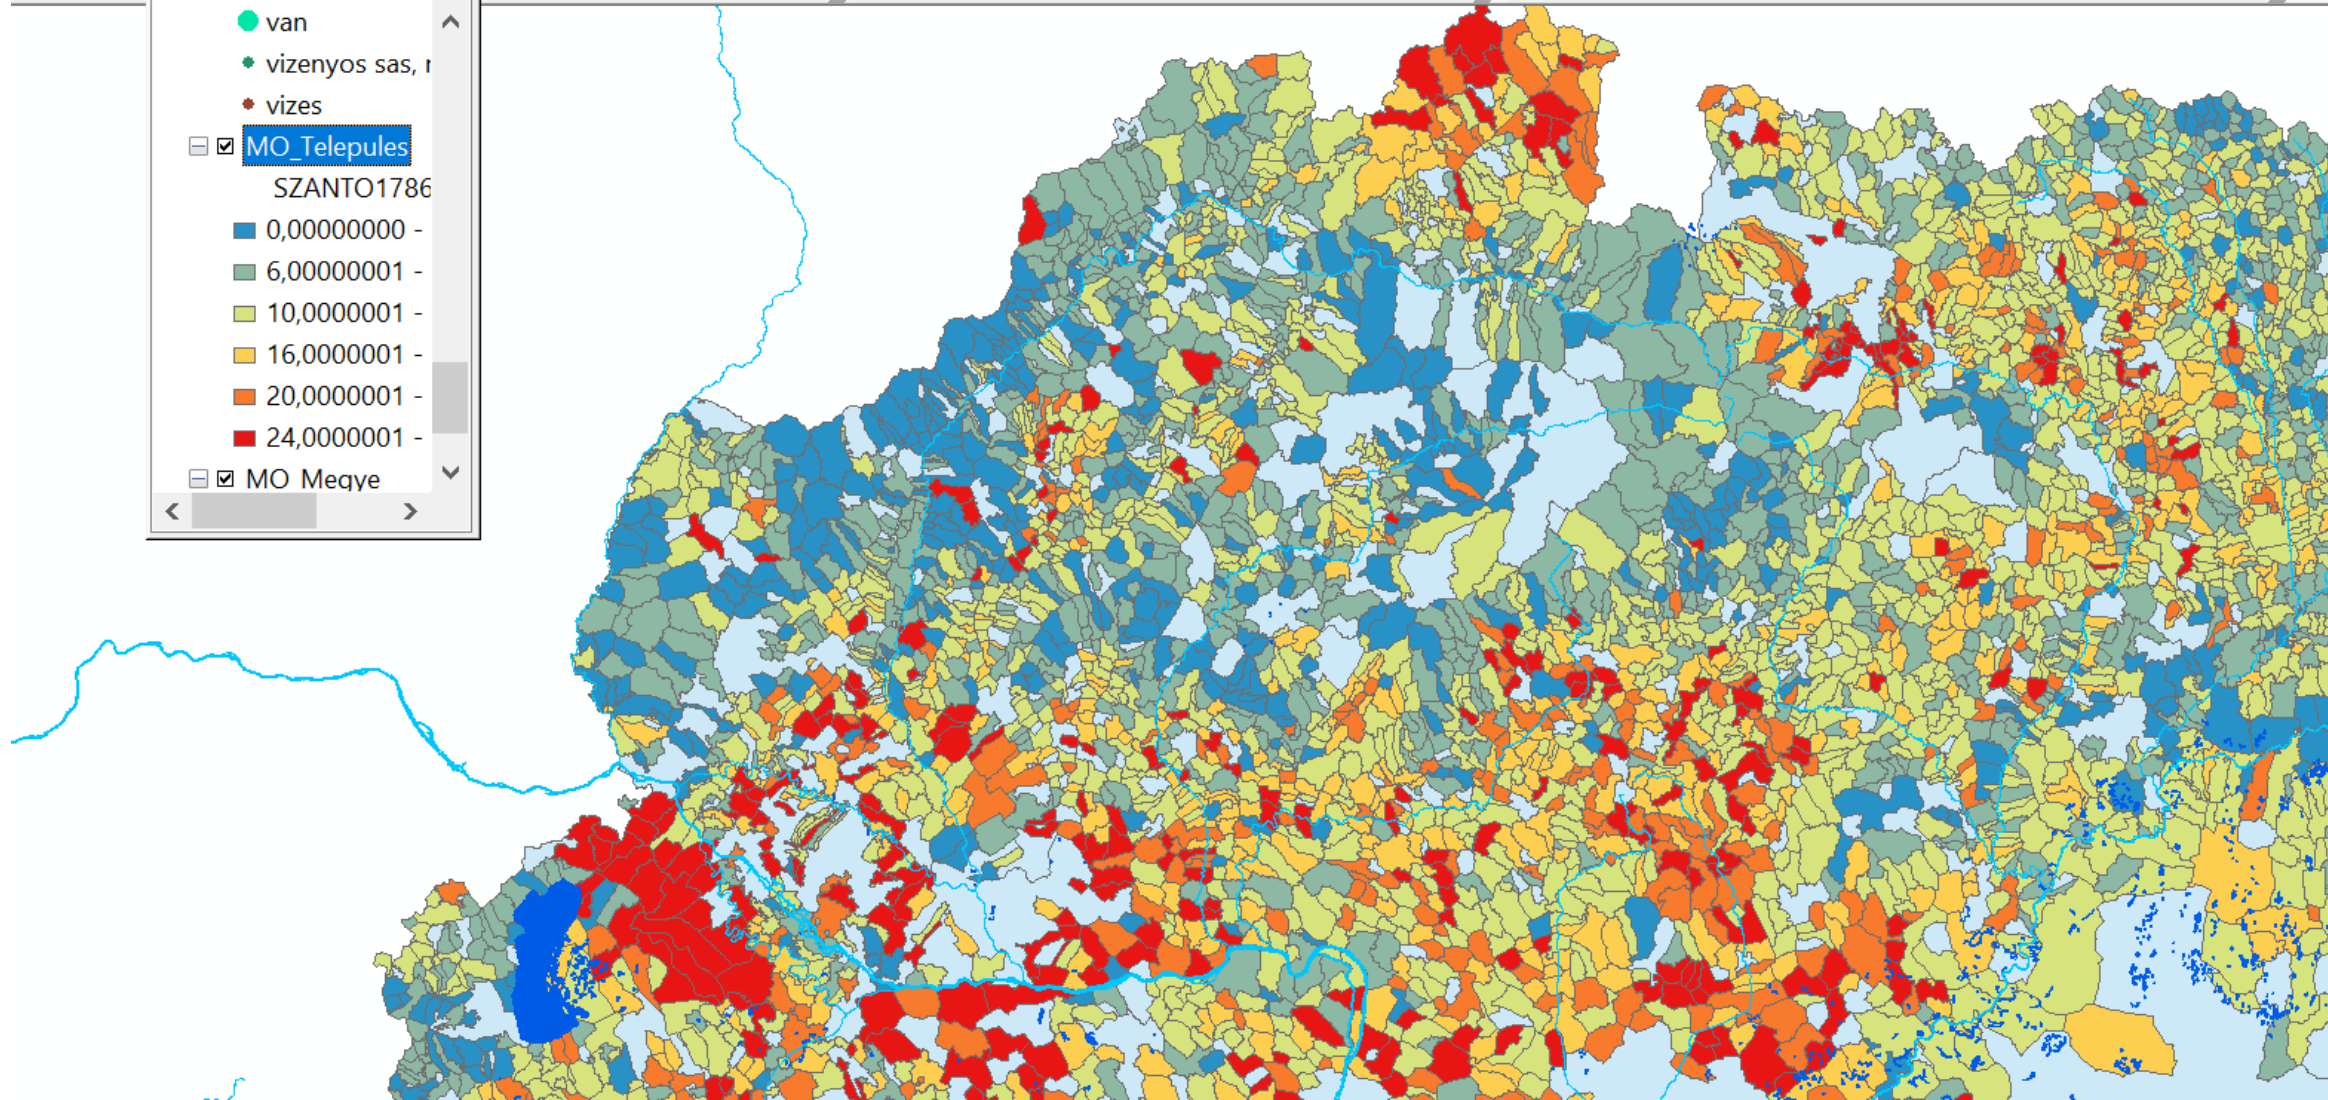 van
vizenyos sas, r
vizes
MO_Telepules
SZANTO1786
0,00000000 -
6,00000001 -
10,0000001 -
16,0000001 -
20,0000001 -
24,0000001 -
MO_Megye